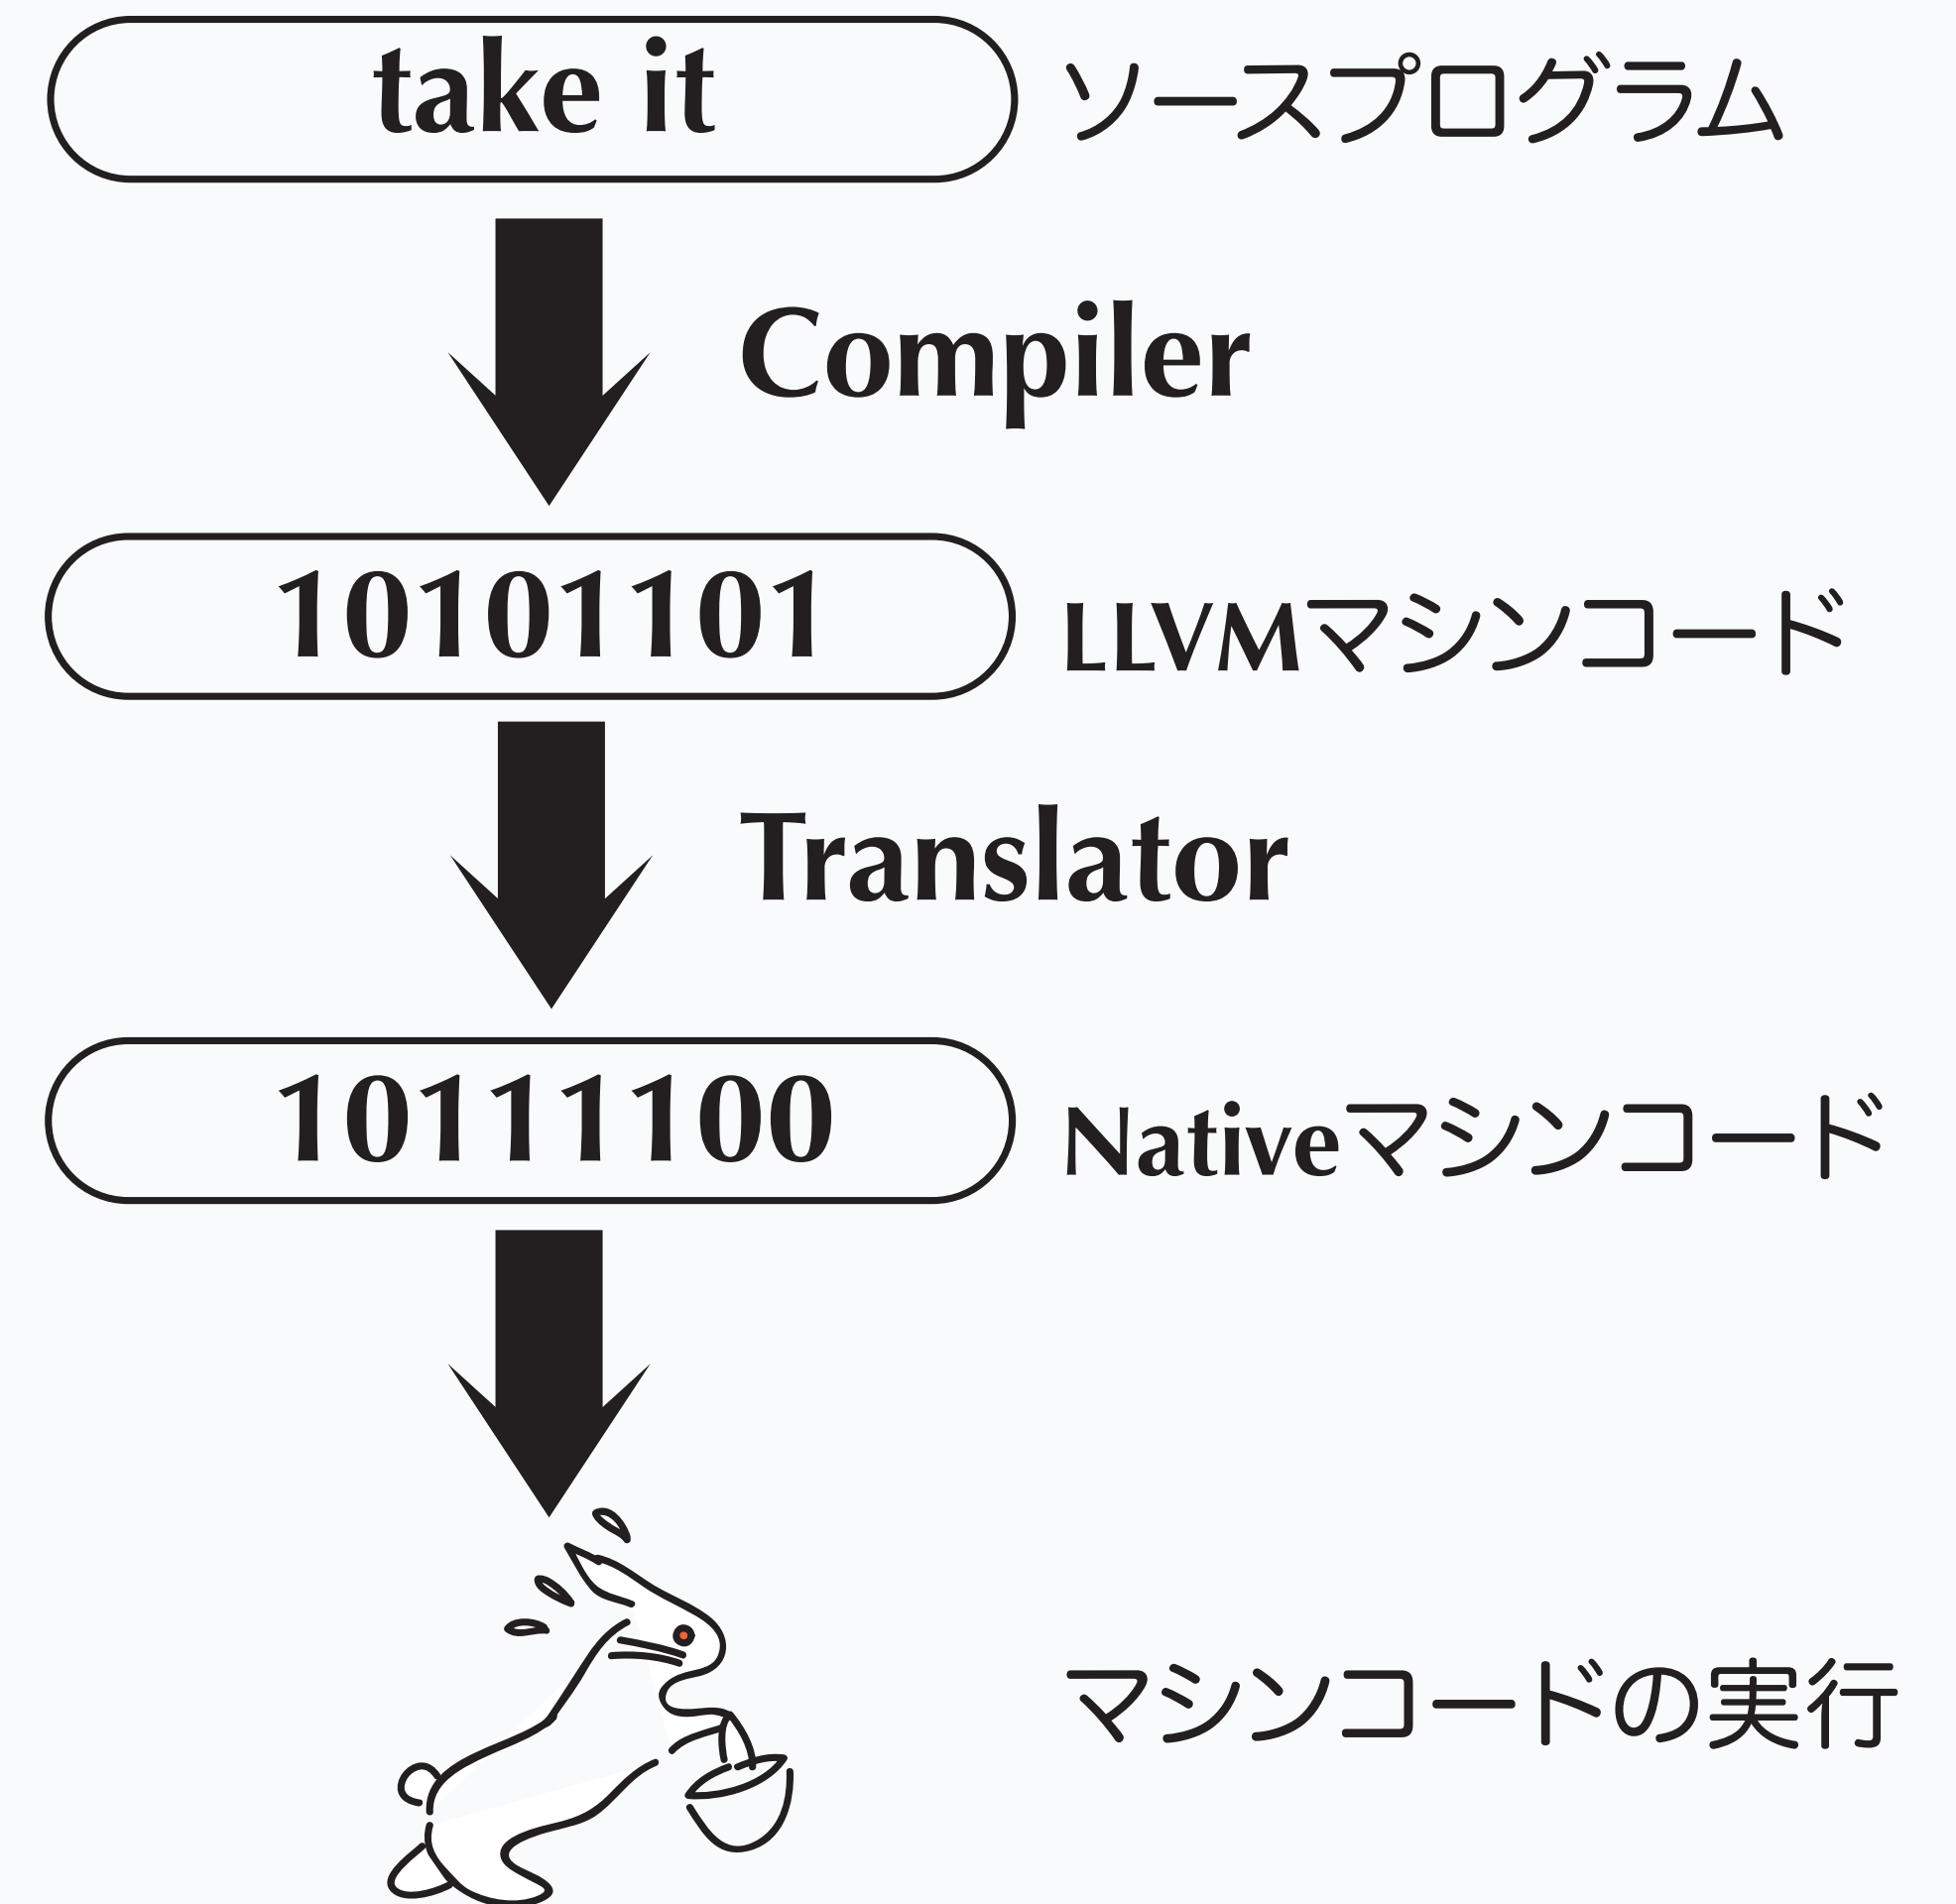 take it
ソースプログラム
Compiler
10101101
LLVMマシンコード
Translator
10111100
Nativeマシンコード
マシンコードの実行